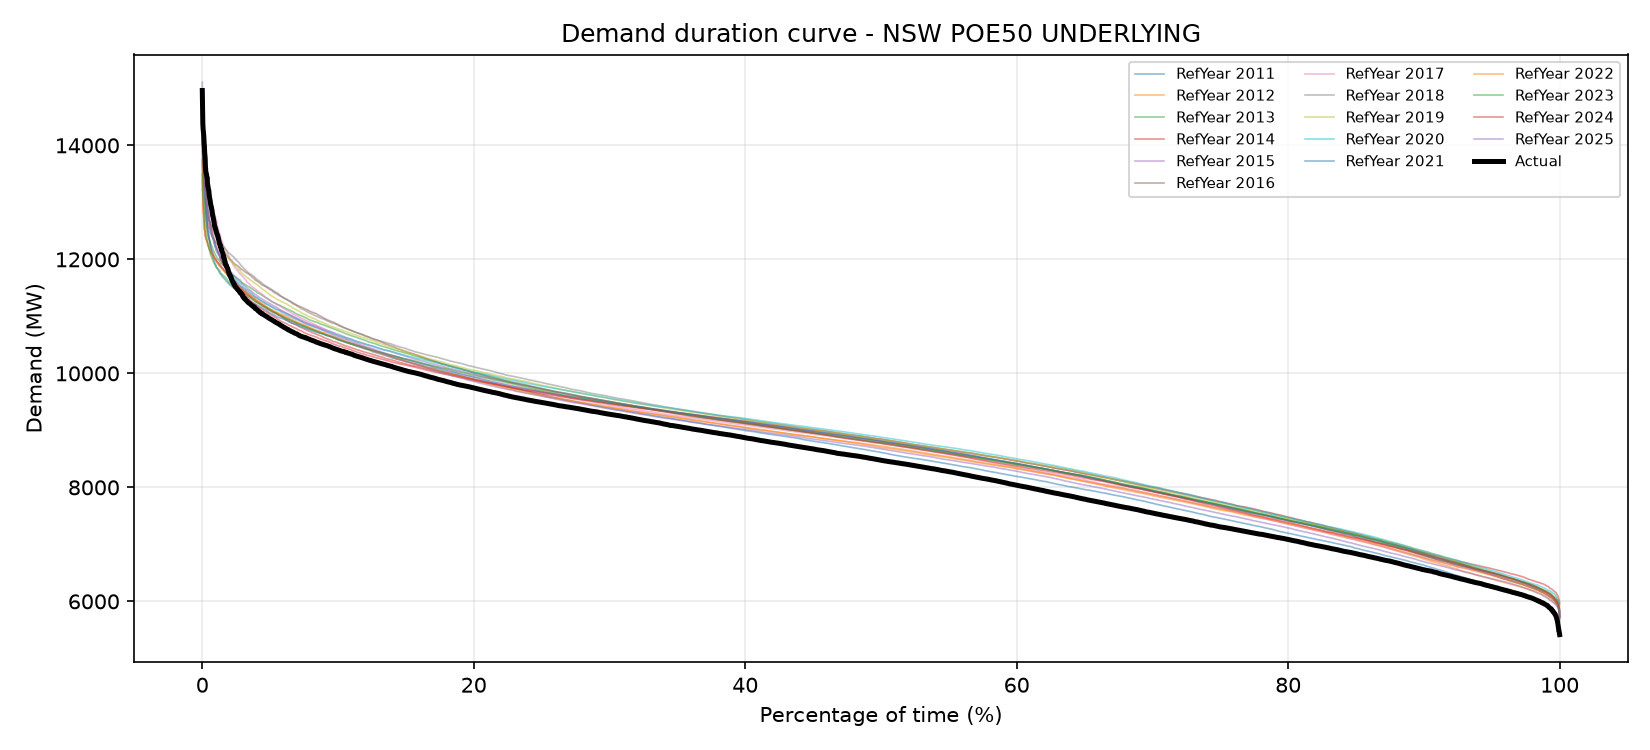 Demand duration curve - NSW POE50 UNDERLYING
RefYear 2011
RefYear 2012
RefYear 2013
RefYear 2014
RefYear 2015
RefYear 2016
RefYear 2017
RefYear 2018
RefYear 2019
RefYear 2020
RefYear 2021
RefYear 2022
RefYear 2023
RefYear 2024
RefYear 2025
Actual
Demand (MW)
14000
12000
10000
8000
6000
0 20 40 60 80 100
Percentage of time (%)